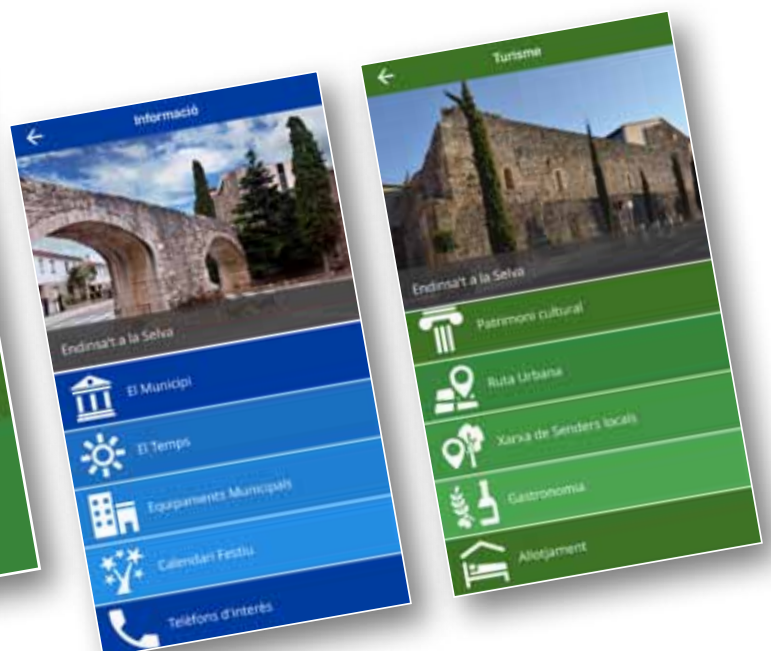 Informació
Endinsa't a la Selva
El Municipi
El Temps
Equipaments Municipals
Calendari Festiu
Telèfons d'interès
Turisme
Endinsa't a la Selva
Patrimoni cultural
Ruta Urbana
Xarxa de Senders locals
Gastronomia
Allotjament